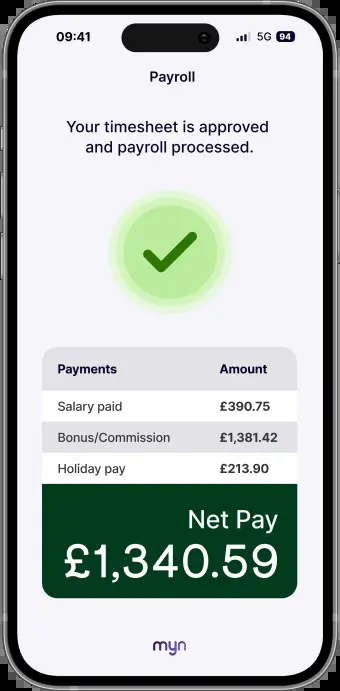 09:41 5G 94
Payroll
Your timesheet is approved
and payroll processed.
Payments Amount
Salary paid £390.75
Bonus/Commission £1,381.42
Holiday pay £213.90
Net Pay
£1,340.59
myn